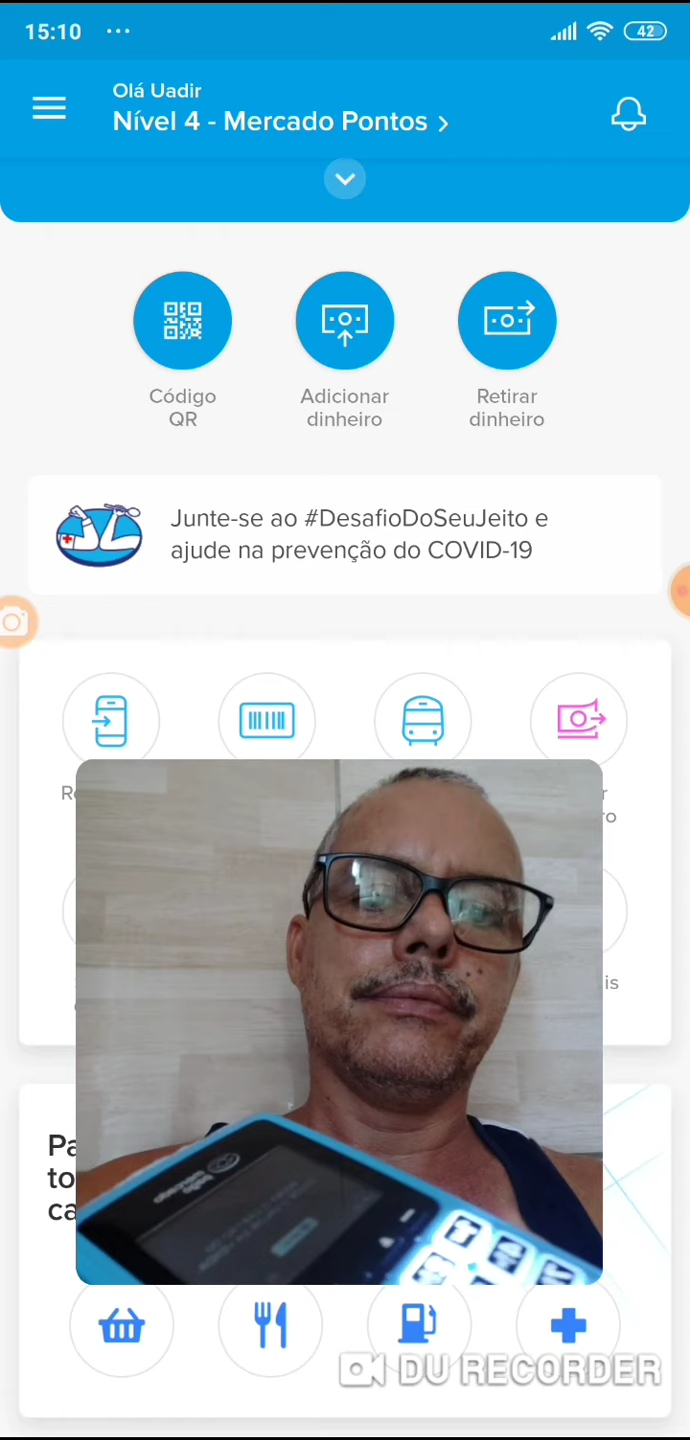 15:10
42
Olá Uadir
Nível 4 - Mercado Pontos
Código
QR
Adicionar
dinheiro
Retirar
dinheiro
Junte-se ao #DesafioDoSeuJeito e
ajude na prevenção do COVID-19
DU RECORDER